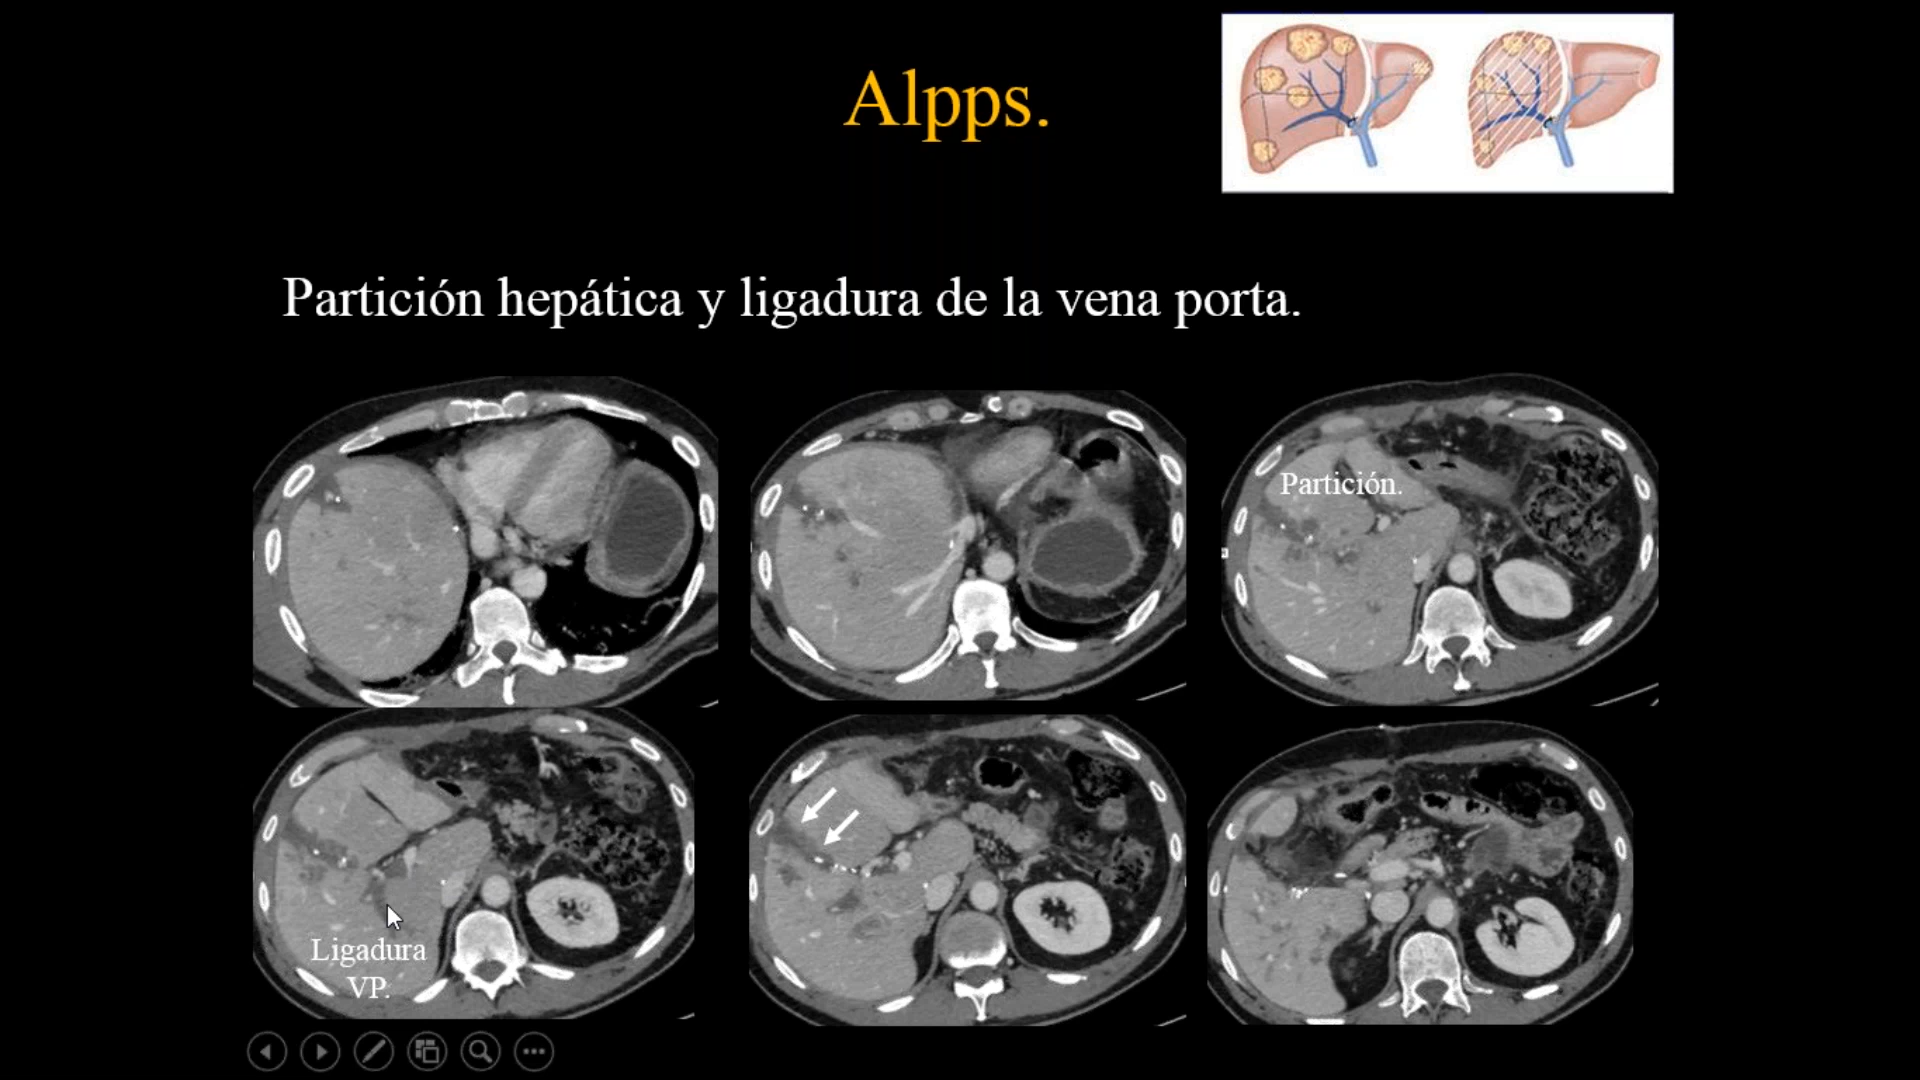 Alpps.
Partición hepática y ligadura de la vena porta.
Partición.
Ligadura
VP.